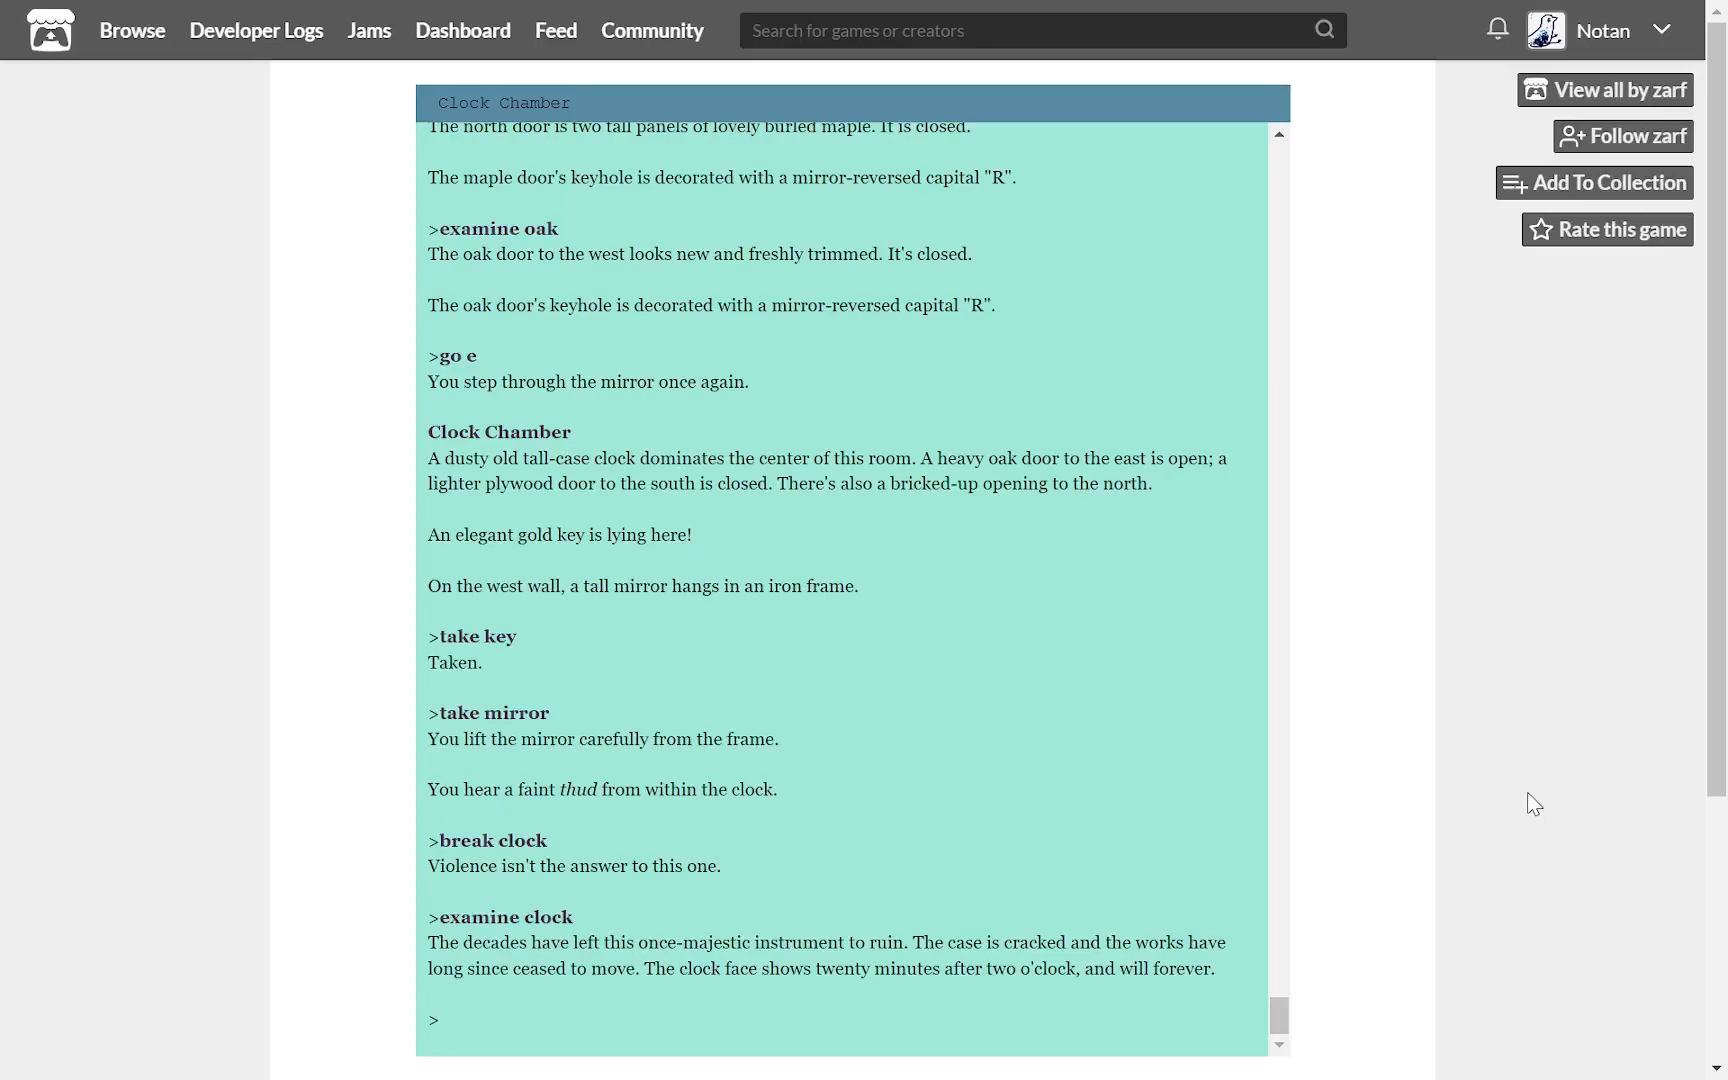 Browse Developer Logs Jams Dashboard Feed Community Search for games or creators Notan
View all by zarf
Follow zarf
Add To Collection
Rate this game
Clock Chamber
The north door is two tall panels of lovely burled maple. It is closed.
The maple door's keyhole is decorated with a mirror-reversed capital "R".
>examine oak
The oak door to the west looks new and freshly trimmed. It's closed.
The oak door's keyhole is decorated with a mirror-reversed capital "R".
>go e
You step through the mirror once again.
Clock Chamber
A dusty old tall-case clock dominates the center of this room. A heavy oak door to the east is open; a
lighter plywood door to the south is closed. There's also a bricked-up opening to the north.
An elegant gold key is lying here!
On the west wall, a tall mirror hangs in an iron frame.
>take key
Taken.
>take mirror
You lift the mirror carefully from the frame.
You hear a faint thud from within the clock.
>break clock
Violence isn't the answer to this one.
>examine clock
The decades have left this once-majestic instrument to ruin. The case is cracked and the works have
long since ceased to move. The clock face shows twenty minutes after two o'clock, and will forever.
>